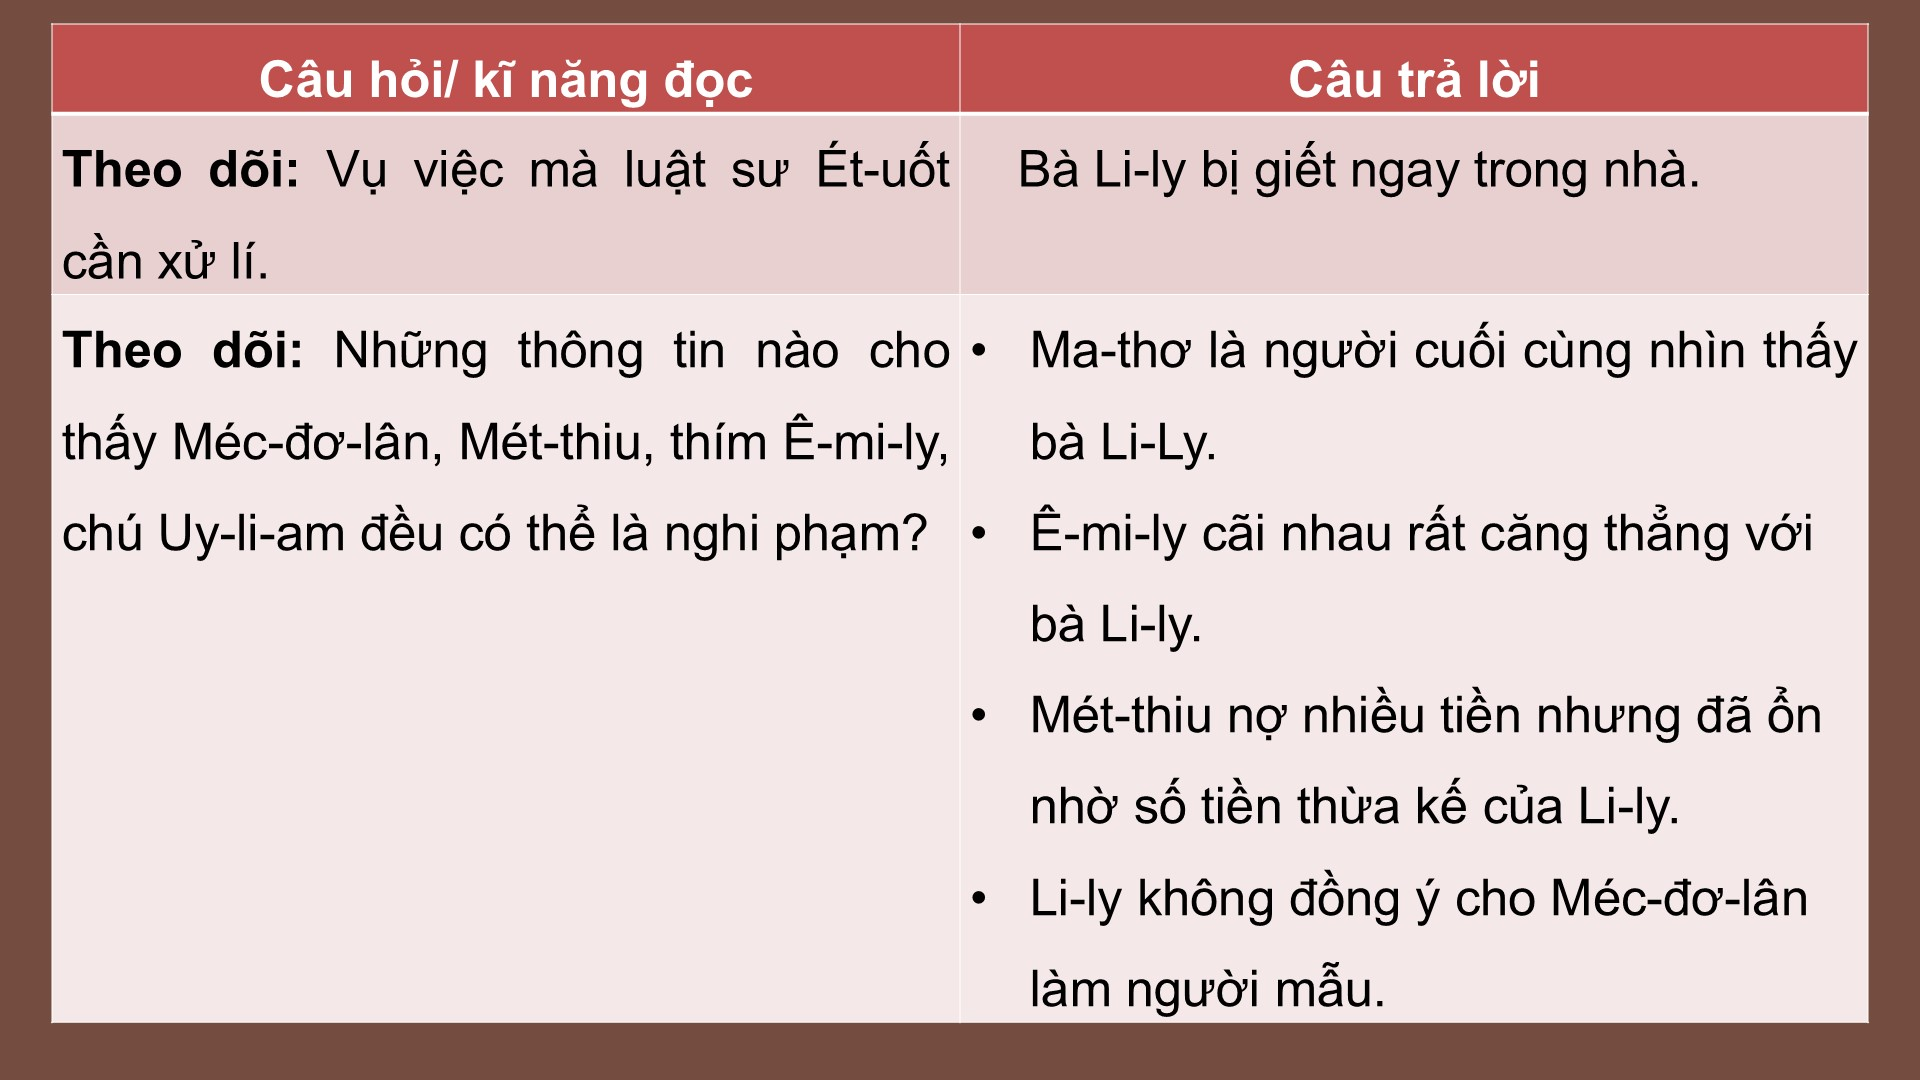 Câu hỏi/ kĩ năng đọc
Câu trả lời
Theo dõi: Vụ việc mà luật sư Ét-uốt
cần xử lí.
Bà Li-ly bị giết ngay trong nhà.
Theo dõi: Những thông tin nào cho
thấy Méc-đơ-lân, Mét-thiu, thím Ê-mi-ly,
chú Uy-li-am đều có thể là nghi phạm?
• Ma-thơ là người cuối cùng nhìn thấy
bà Li-Ly.
• Ê-mi-ly cãi nhau rất căng thẳng với
bà Li-ly.
• Mét-thiu nợ nhiều tiền nhưng đã ổn
nhờ số tiền thừa kế của Li-ly.
• Li-ly không đồng ý cho Méc-đơ-lân
làm người mẫu.